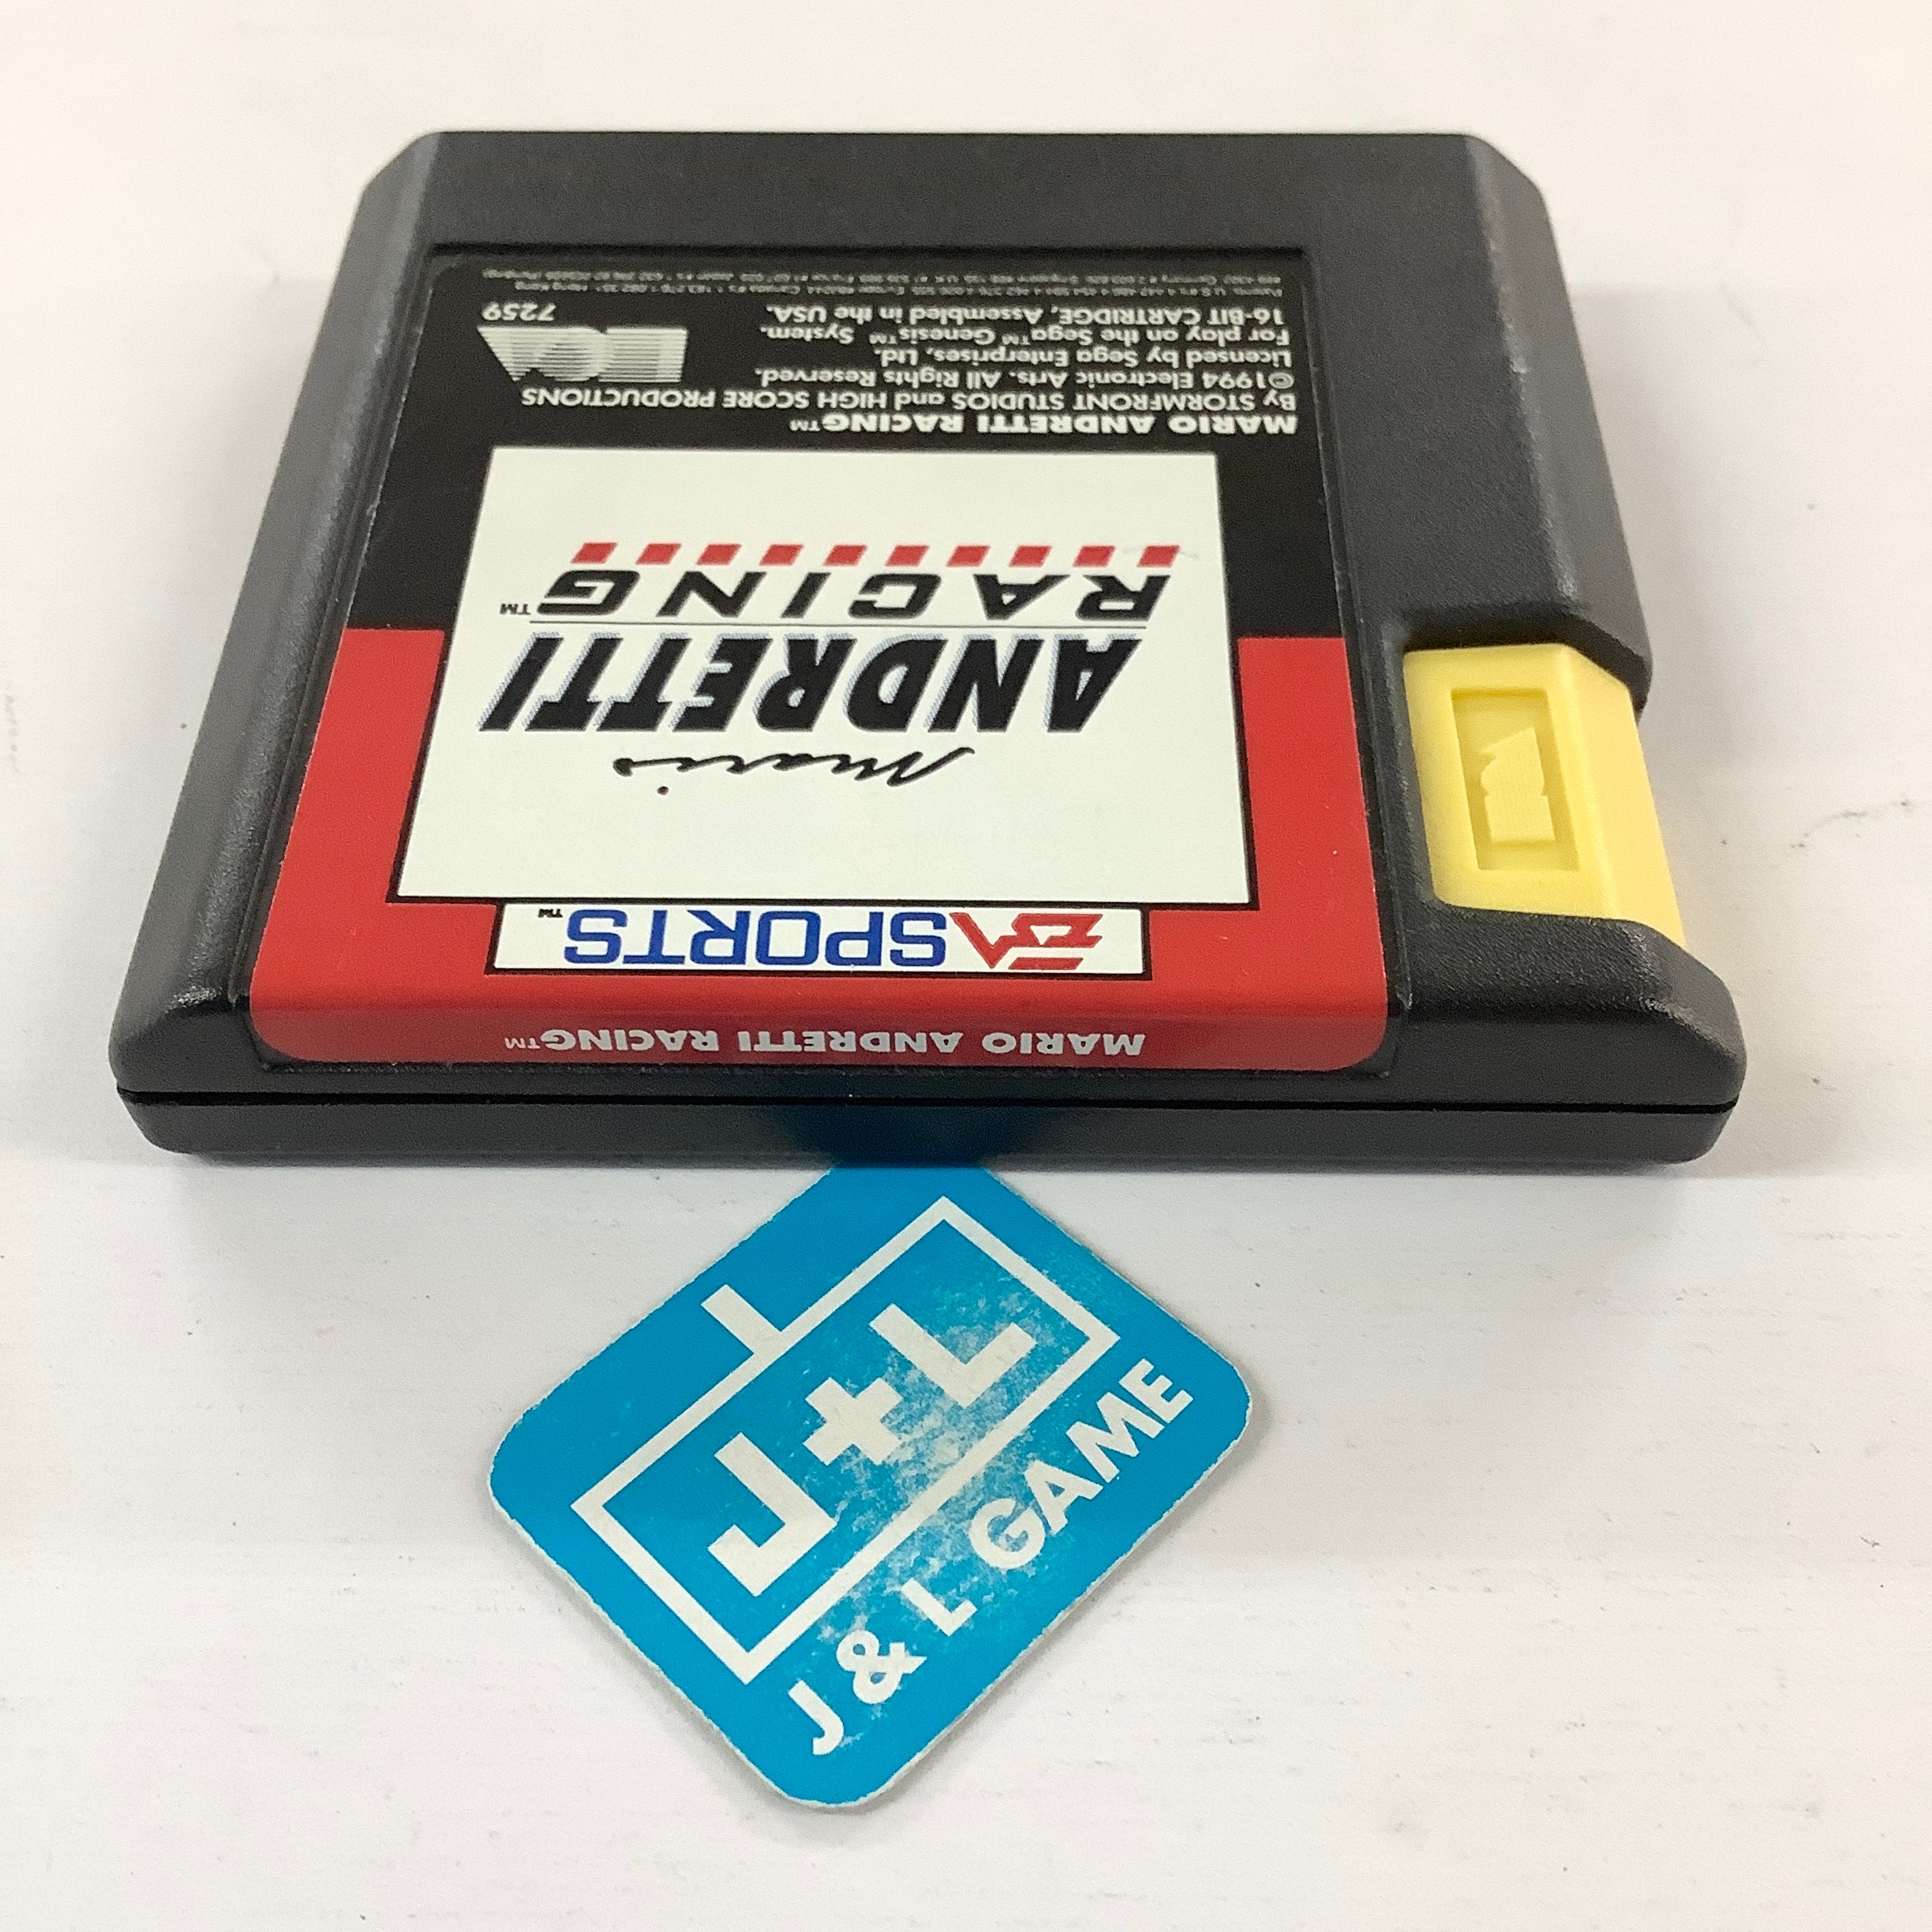 MARIO ANDRETTI RACING™
EA SPORTS™
Mario
ANDRETTI
RACING™
MARIO ANDRETTI RACING™
By STORMFRONT STUDIOS and HIGH SCORE PRODUCTIONS
©1994 Electronic Arts. All Rights Reserved.
Licensed by Sega Enterprises, Ltd.
For play on the Sega™ Genesis™ System.
16-BIT CARTRIDGE, Assembled in the USA.
7259
J+L
J & L GAME